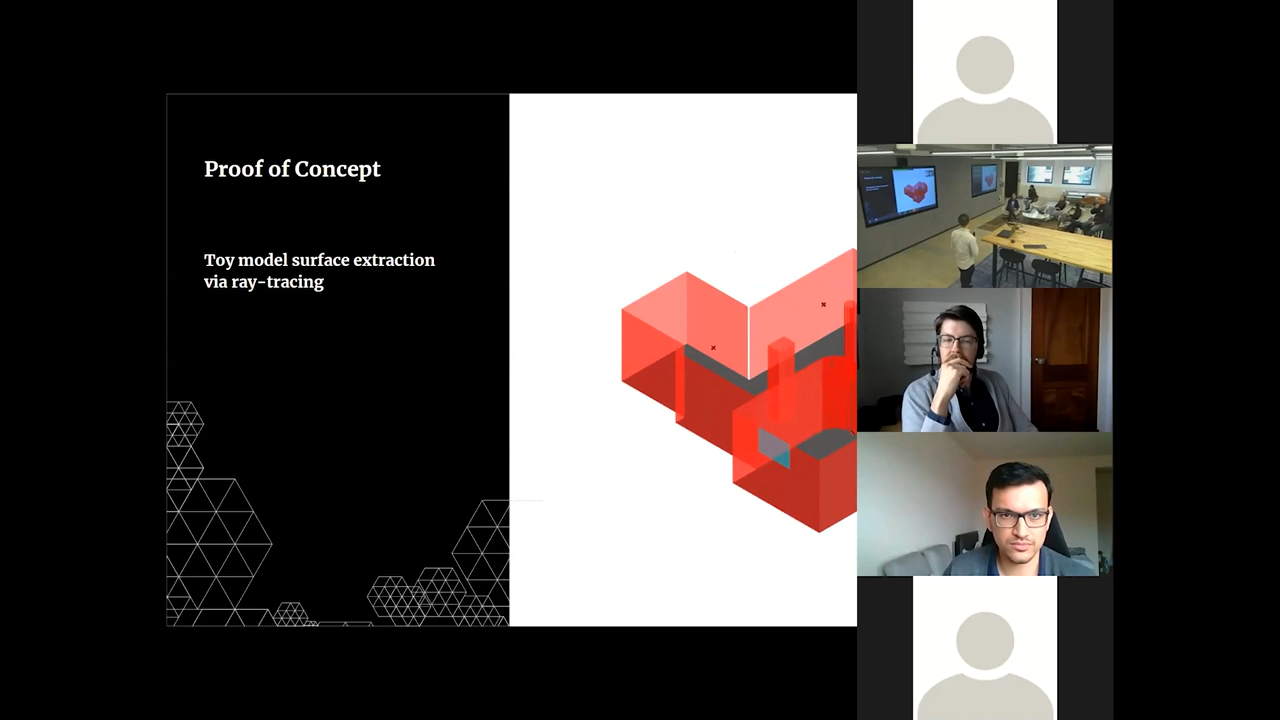 Proof of Concept
Toy model surface extraction
via ray-tracing